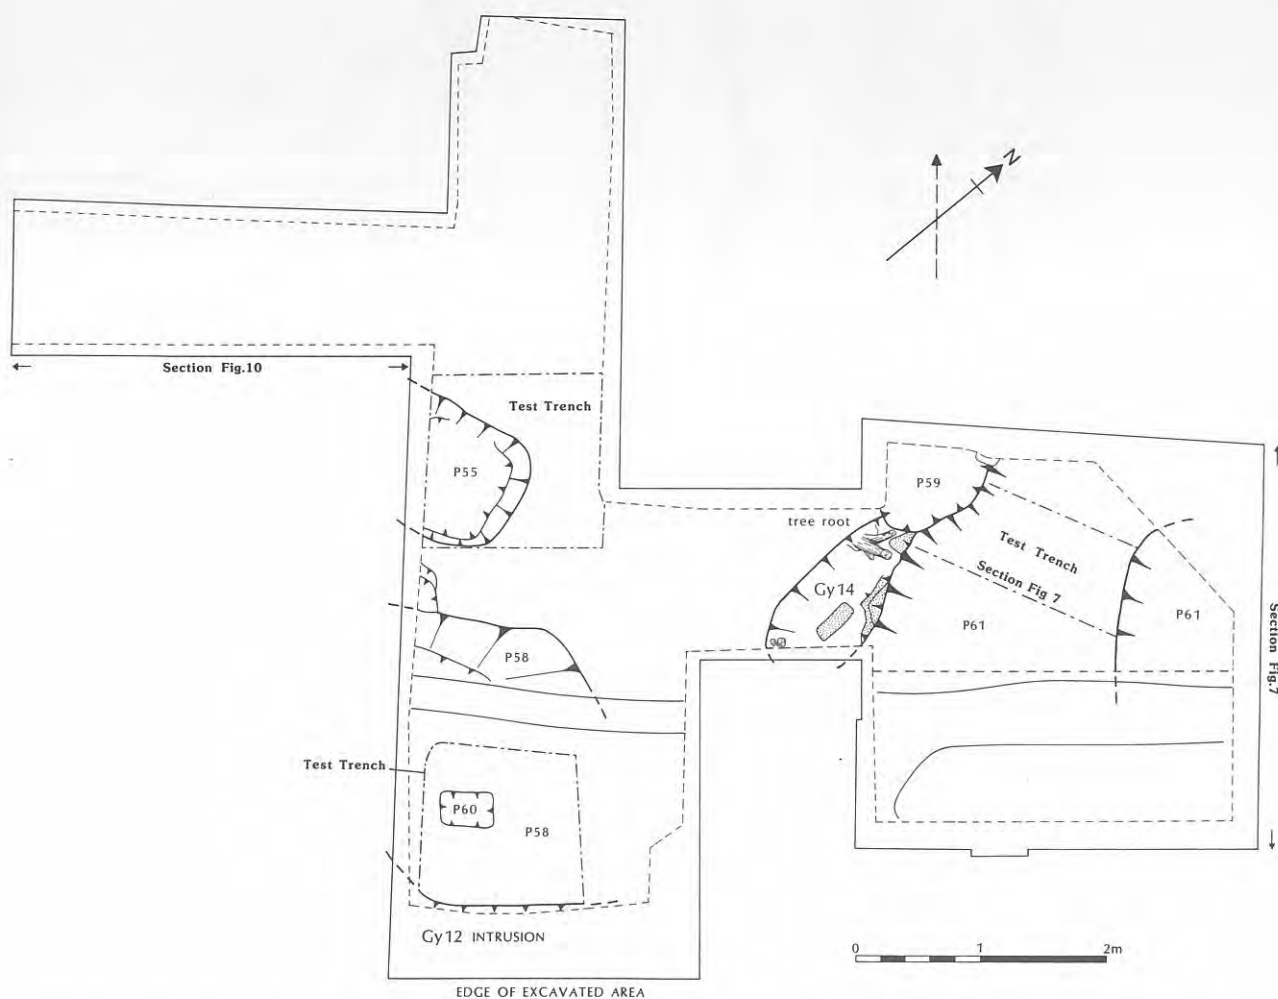 N
Section Fig.10
Test Trench
P55
P59
tree root
Test Trench
Section Fig 7
Gy14
P61
P61
Section Fig.7
P58
Test Trench
P60
P58
Gy12 INTRUSION
0 1 2m
EDGE OF EXCAVATED AREA